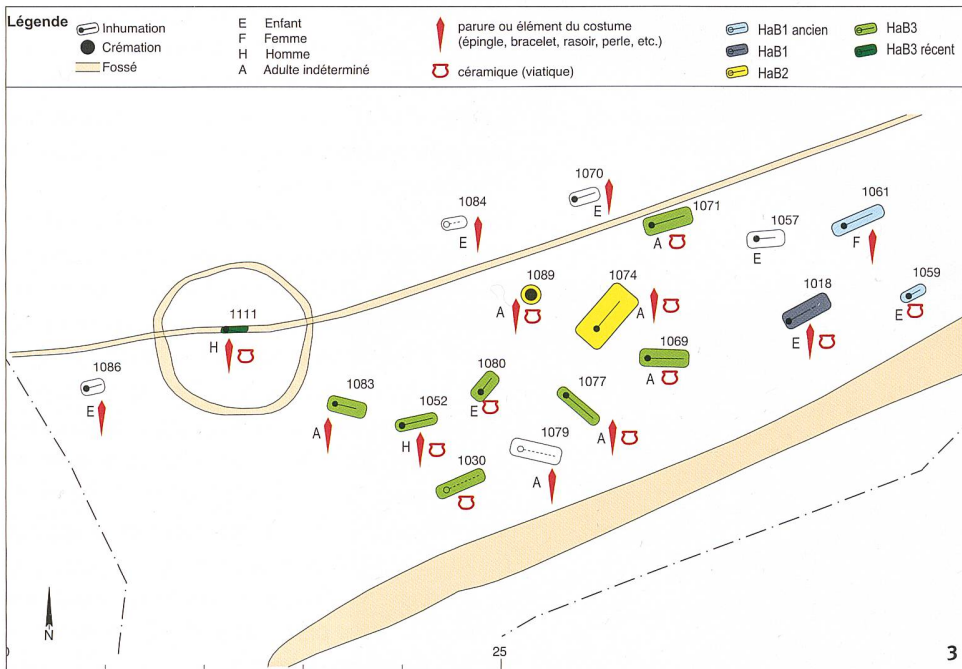 Légende
Inhumation
Crémation
Fossé
E Enfant
F Femme
H Homme
A Adulte indéterminé
parure ou élément du costume
(épingle, bracelet, rasoir, perle, etc.)
céramique (viatique)
HaB1 ancien
HaB1
HaB2
HaB3
HaB3 récent
1070
E
1084
E
1071
A
1061
F
1057
E
1059
E
1089
A
1074
A
1018
E
1111
H
1069
A
1086
E
1083
A
1052
H
1080
E
1077
A
1079
A
1030
N
0
25
3